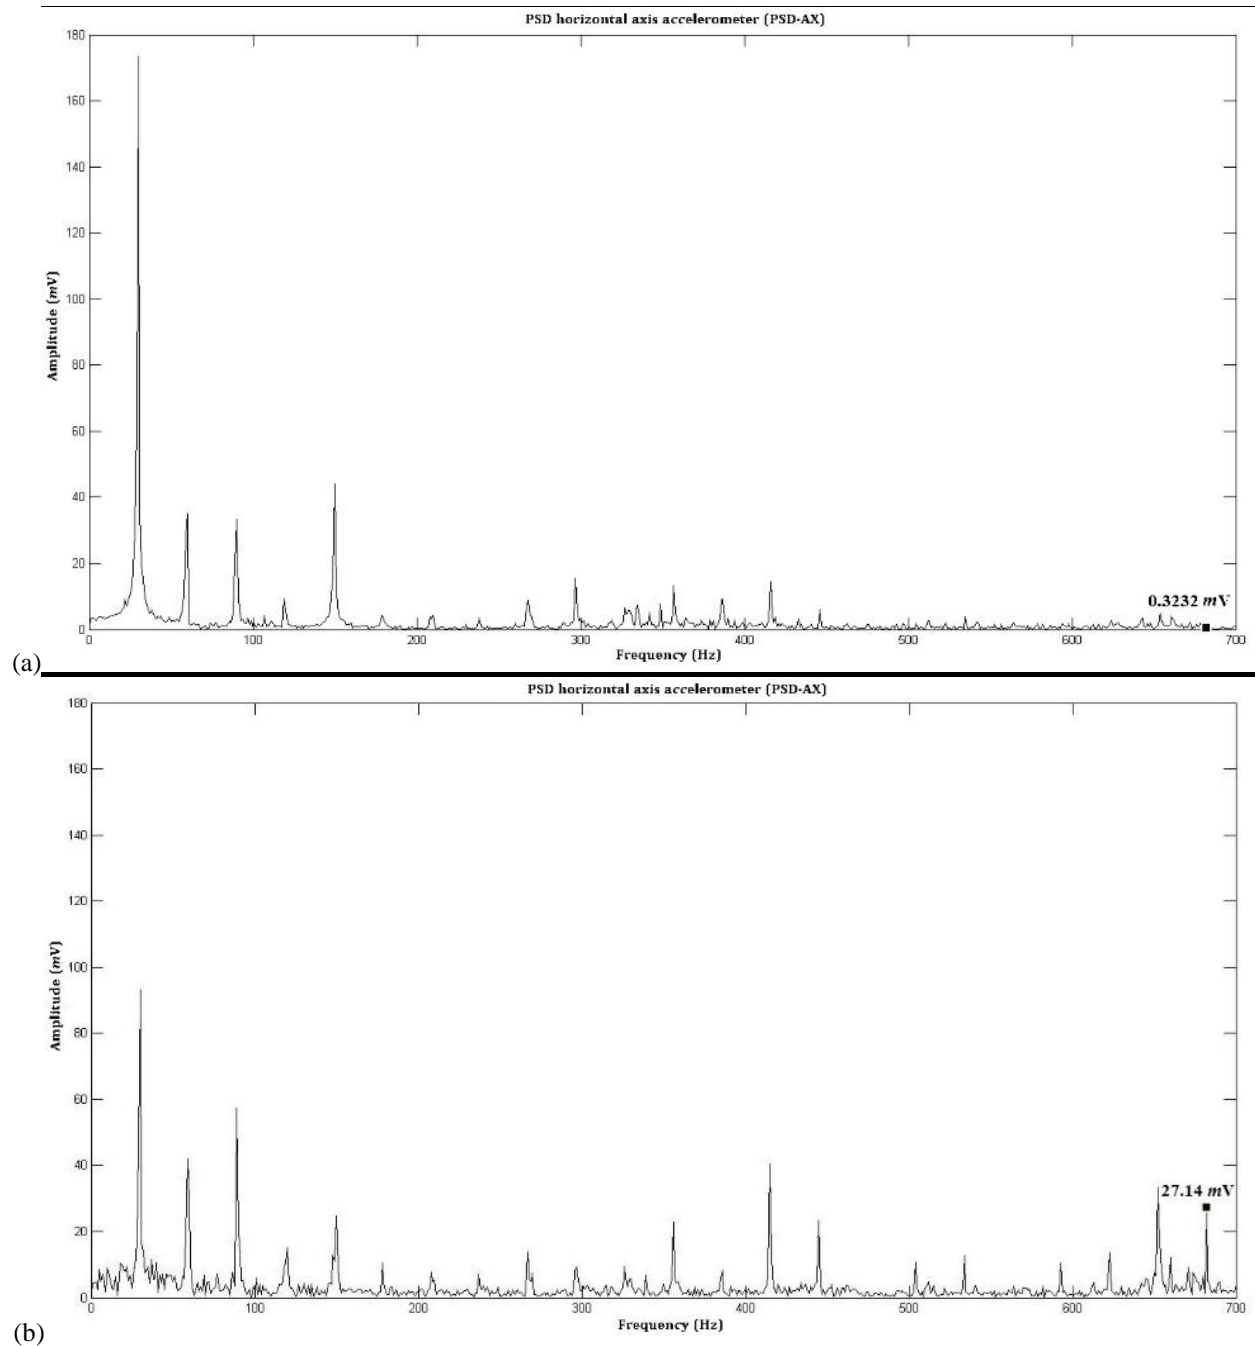 PSD horizontal axis accelerometer (PSD-AX)
180
160
140
120
100
80
60
40
20
0
Amplitude (mV)
0.3232 mV
0 100 200 300 400 500 600 700
Frequency (Hz)
(a)
PSD horizontal axis accelerometer (PSD-AX)
180
160
140
120
100
80
60
40
20
0
Amplitude (mV)
27.14 mV
0 100 200 300 400 500 600 700
Frequency (Hz)
(b)